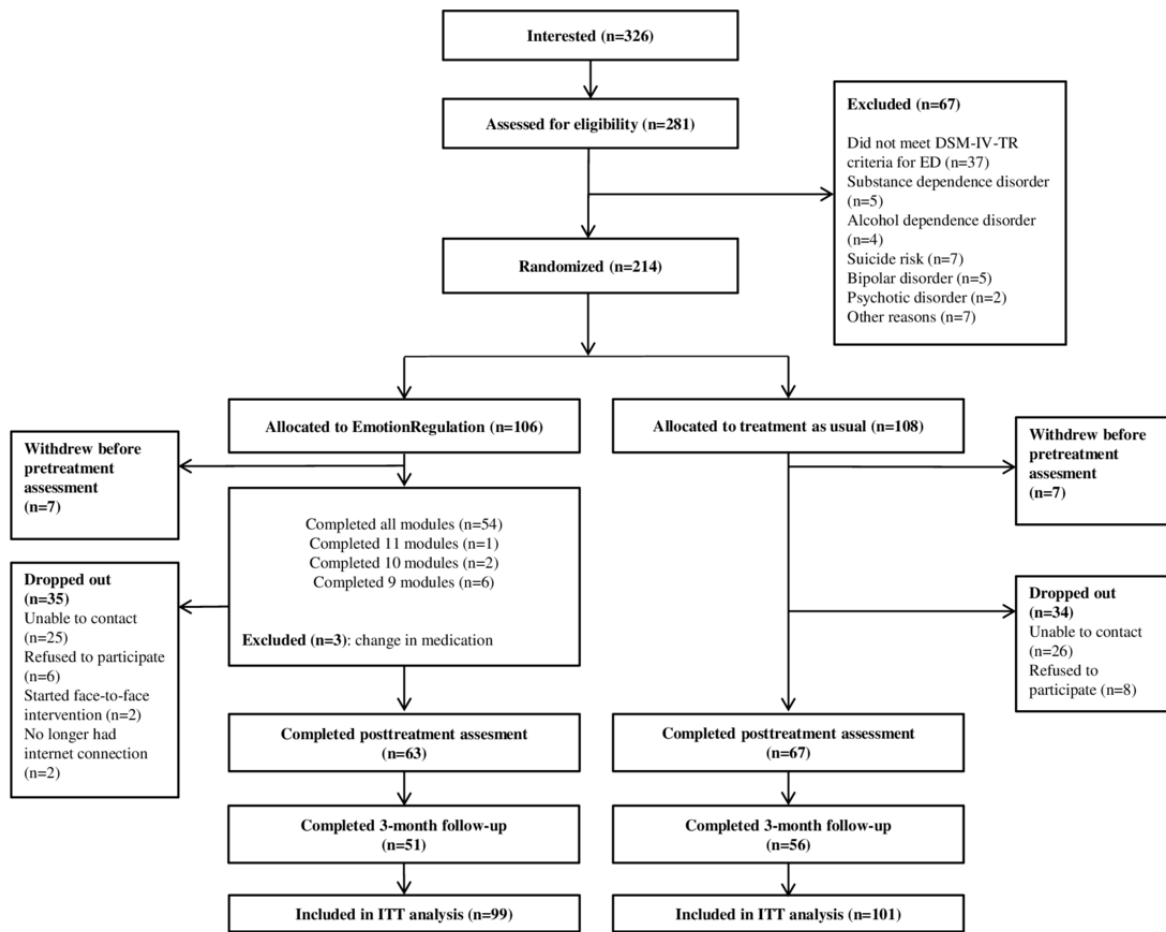 Interested (n=326)
Assessed for eligibility (n=281)
Excluded (n=67)
Did not meet DSM-IV-TR
criteria for ED (n=37)
Substance dependence disorder
(n=5)
Alcohol dependence disorder
(n=4)
Suicide risk (n=7)
Bipolar disorder (n=5)
Psychotic disorder (n=2)
Other reasons (n=7)
Randomized (n=214)
Allocated to EmotionRegulation (n=106)
Allocated to treatment as usual (n=108)
Withdrew before
pretreatment
assessment
(n=7)
Withdrew before
pretreatment
assesment
(n=7)
Completed all modules (n=54)
Completed 11 modules (n=1)
Completed 10 modules (n=2)
Completed 9 modules (n=6)
Excluded (n=3): change in medication
Dropped out
(n=35)
Unable to contact
(n=25)
Refused to participate
(n=6)
Started face-to-face
intervention (n=2)
No longer had
internet connection
(n=2)
Dropped out
(n=34)
Unable to contact
(n=26)
Refused to
participate (n=8)
Completed posttreatment assesment
(n=63)
Completed posttreatment assessment
(n=67)
Completed 3-month follow-up
(n=51)
Completed 3-month follow-up
(n=56)
Included in ITT analysis (n=99)
Included in ITT analysis (n=101)